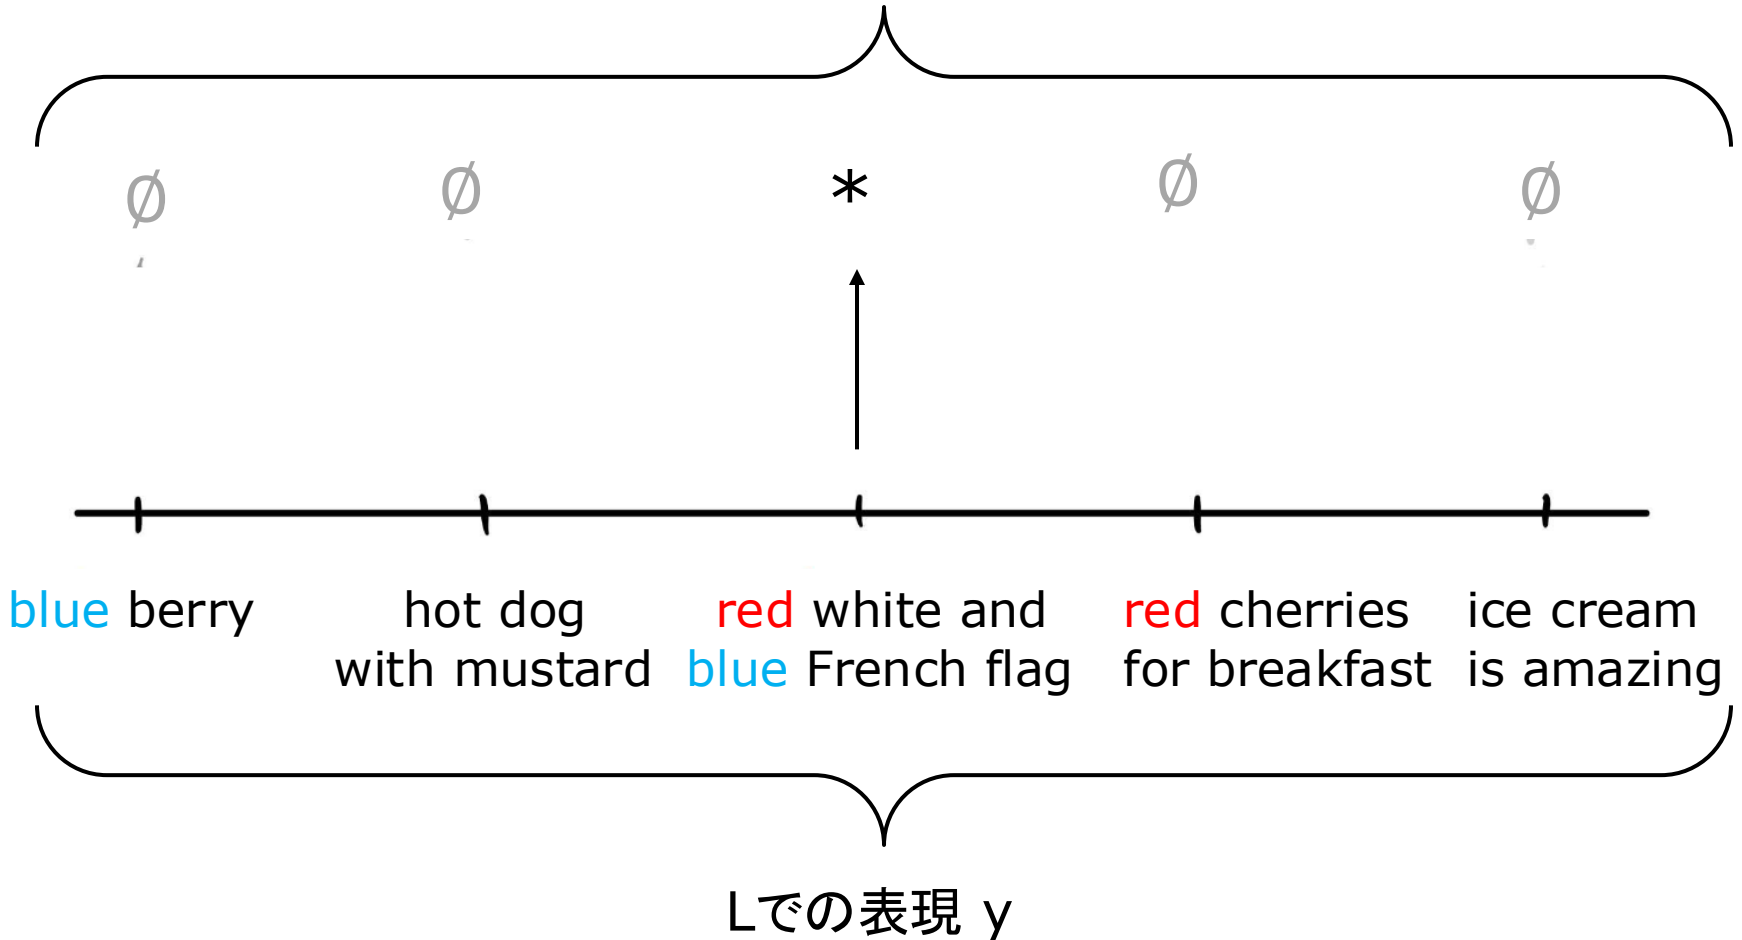 ∅ ∅ * ∅ ∅
blue berry
hot dog
with mustard
red white and
blue French flag
red cherries
for breakfast
ice cream
is amazing
Lでの表現 y